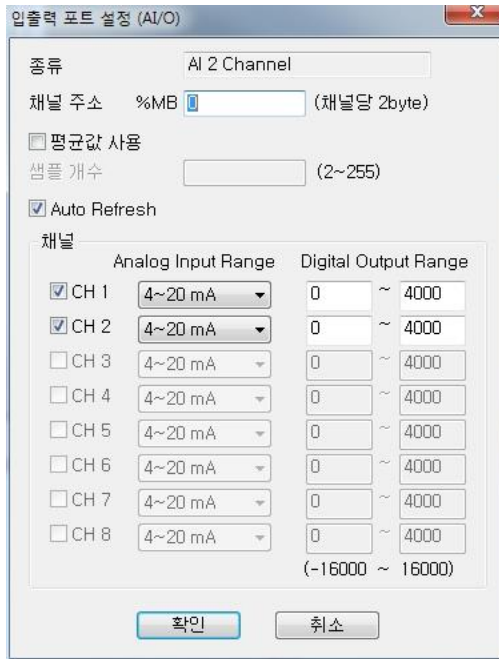 입출력 포트 설정 (AI/O)
종류 AI 2 Channel
채널 주소 %MB 0 (채널당 2byte)
평균값 사용
샘플 개수 (2~255)
Auto Refresh
채널
Analog Input Range Digital Output Range
CH 1 4~20 mA 0 ~ 4000
CH 2 4~20 mA 0 ~ 4000
CH 3 4~20 mA 0 ~ 4000
CH 4 4~20 mA 0 ~ 4000
CH 5 4~20 mA 0 ~ 4000
CH 6 4~20 mA 0 ~ 4000
CH 7 4~20 mA 0 ~ 4000
CH 8 4~20 mA 0 ~ 4000
(-16000 ~ 16000)
확인 취소